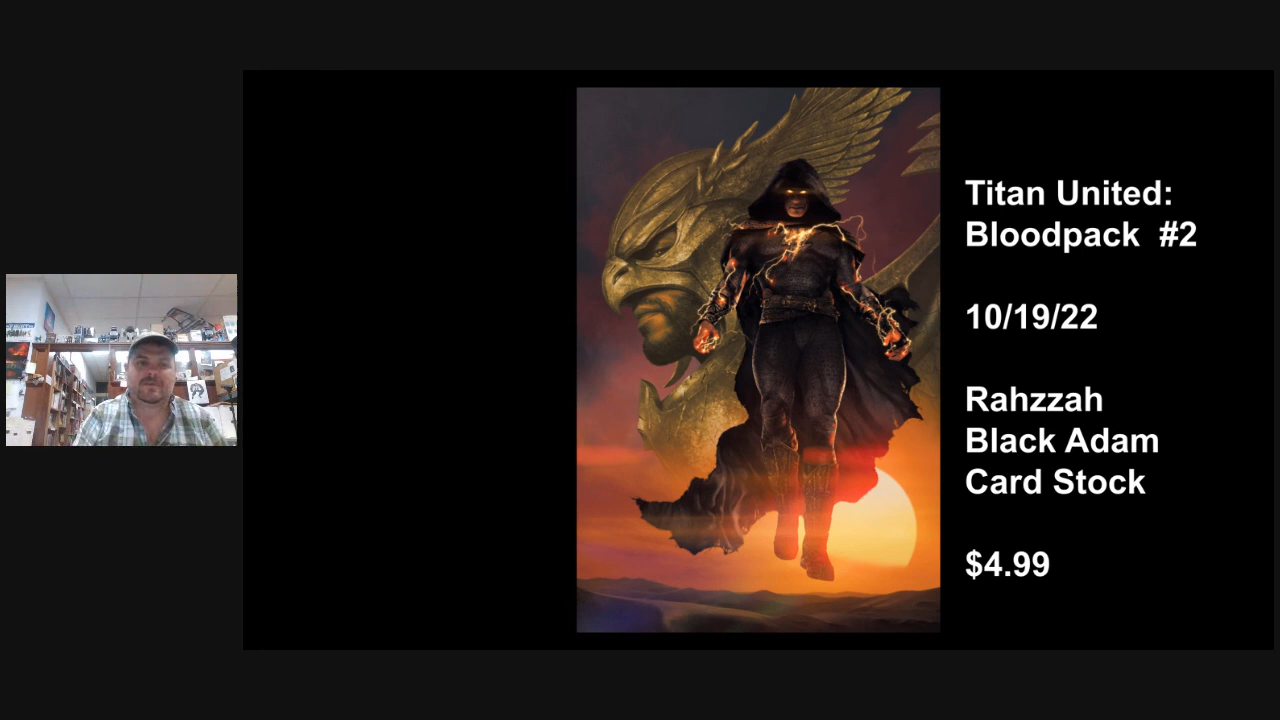 Titan United:
Bloodpack #2
10/19/22
Rahzzah
Black Adam
Card Stock
$4.99